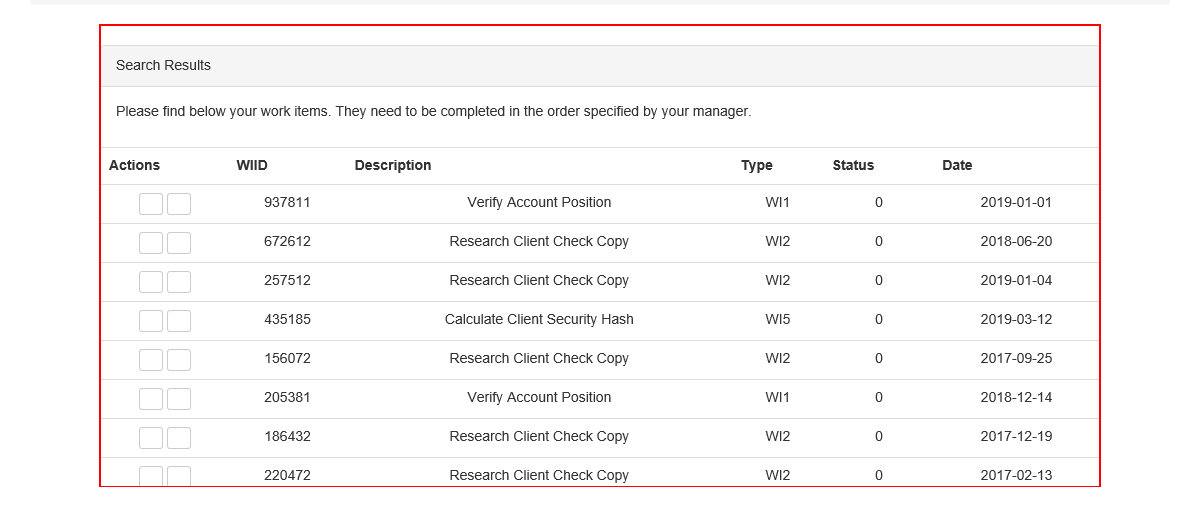 Search Results
Please find below your work items. They need to be completed in the order specified by your manager.
Actions WIID Description Type Status Date
937811 Verify Account Position WI1 0 2019-01-01
672612 Research Client Check Copy WI2 0 2018-06-20
257512 Research Client Check Copy WI2 0 2019-01-04
435185 Calculate Client Security Hash WI5 0 2019-03-12
156072 Research Client Check Copy WI2 0 2017-09-25
205381 Verify Account Position WI1 0 2018-12-14
186432 Research Client Check Copy WI2 0 2017-12-19
220472 Research Client Check Copy WI2 0 2017-02-13